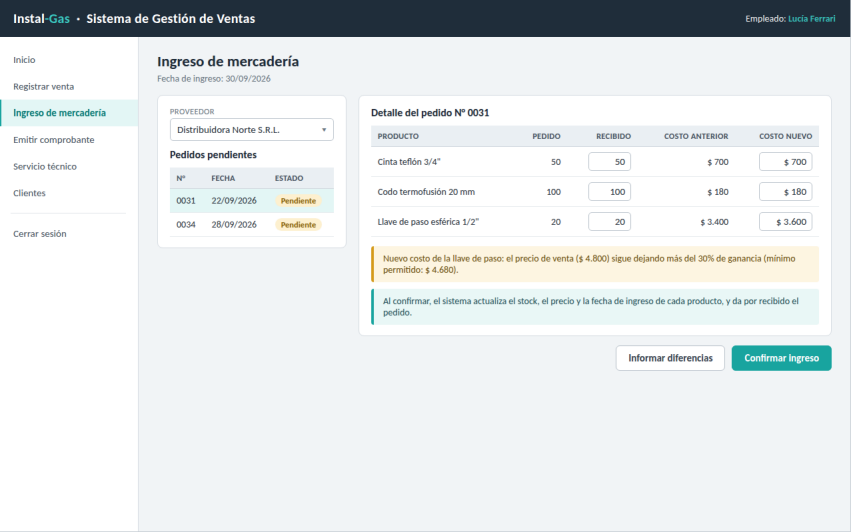 Instal-Gas · Sistema de Gestión de Ventas
Empleado: Lucía Ferrari
Inicio
Registrar venta
Ingreso de mercadería
Emitir comprobante
Servicio técnico
Clientes
Cerrar sesión
Ingreso de mercadería
Fecha de ingreso: 30/09/2026
PROVEEDOR
Distribuidora Norte S.R.L.
Pedidos pendientes
N° FECHA ESTADO
0031 22/09/2026 Pendiente
0034 28/09/2026 Pendiente
Detalle del pedido N° 0031
PRODUCTO PEDIDO RECIBIDO COSTO ANTERIOR COSTO NUEVO
Cinta teflón 3/4" 50 50 $ 700 $ 700
Codo termofusión 20 mm 100 100 $ 180 $ 180
Llave de paso esférica 1/2" 20 20 $ 3.400 $ 3.600
Nuevo costo de la llave de paso: el precio de venta ($ 4.800) sigue dejando más del 30% de ganancia (mínimo
permitido: $ 4.680).
Al confirmar, el sistema actualiza el stock, el precio y la fecha de ingreso de cada producto, y da por recibido el
pedido.
Informar diferencias
Confirmar ingreso